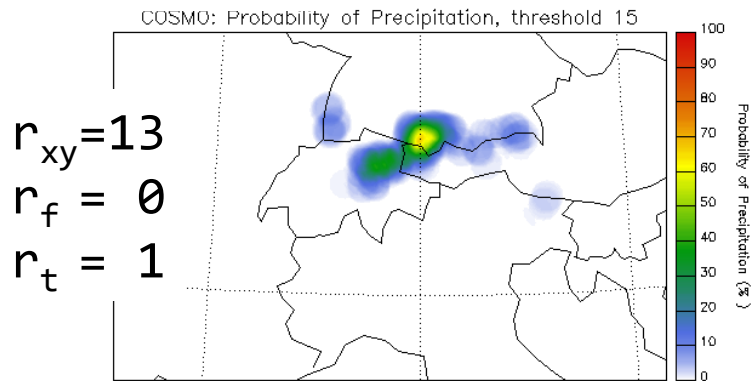 COSMO: Probability of Precipitation, threshold 15
r_xy=13
r_f = 0
r_t = 1
100
90
80
70
60
50
40
30
20
10
0
Probability of Precipitation (% )